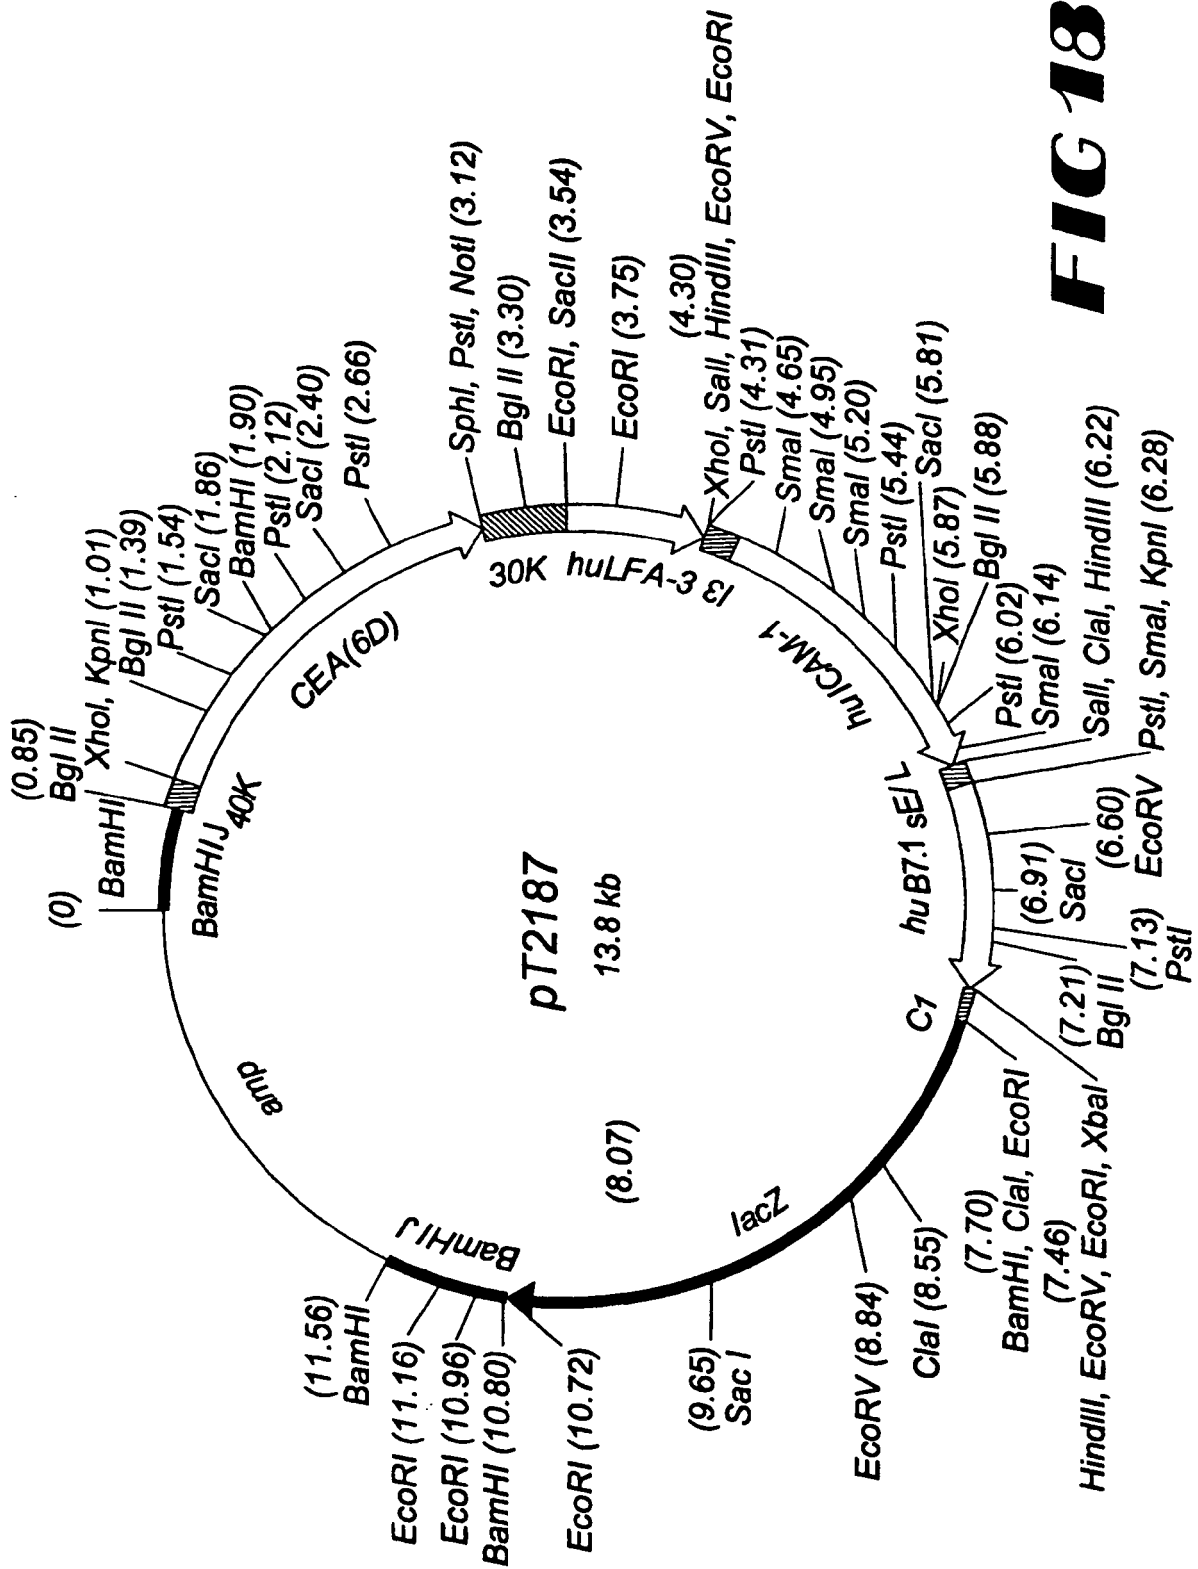 (0)
BamHI
(0.85)
Bgl II
XhoI, KpnI (1.01)
Bgl II (1.39)
PstI (1.54)
SacI (1.86)
BamHI (1.90)
PstI (2.12)
SacI (2.40)
PstI (2.66)
SphI, PstI, NotI (3.12)
Bgl II (3.30)
EcoRI, SacII (3.54)
EcoRI (3.75)
(4.30)
XhoI, SalI, HindIII, EcoRV, EcoRI
PstI (4.31)
SmaI (4.65)
SmaI (4.95)
SmaI (5.20)
PstI (5.44)
SacI (5.81)
XhoI (5.87)
Bgl II (5.88)
PstI (6.02)
SmaI (6.14)
SalI, ClaI, HindIII (6.22)
PstI, SmaI, KpnI (6.28)
(6.60)
EcoRV
(6.91)
SacI
(7.13)
PstI
(7.21)
Bgl II
(7.46)
HindIII, EcoRV, EcoRI, XbaI
(7.70)
BamHI, ClaI, EcoRI
ClaI (8.55)
EcoRV (8.84)
(9.65)
Sac I
EcoRI (10.72)
BamHI (10.80)
EcoRI (10.96)
EcoRI (11.16)
(11.56)
BamHI
BamHI J
40K
CEA(6D)
30K
huLFA-3
I3
huICAM-1
sE/L
hu B7.1
C1
lacZ
(8.07)
BamHI J
amp
pT2187
13.8 kb
FIG 18